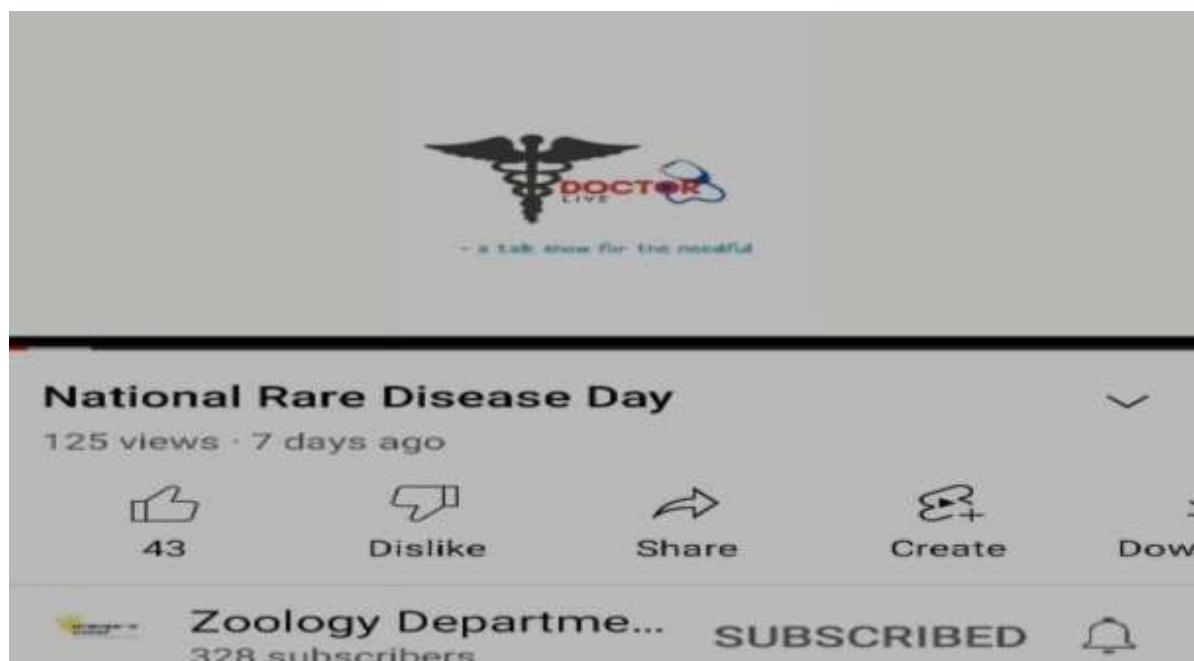 DOCTOR
LIVE
- a talk show for the needful
National Rare Disease Day
125 views · 7 days ago
43
Dislike
Share
Create
Dow
Zoology Departme...
SUBSCRIBED
328 subscribers